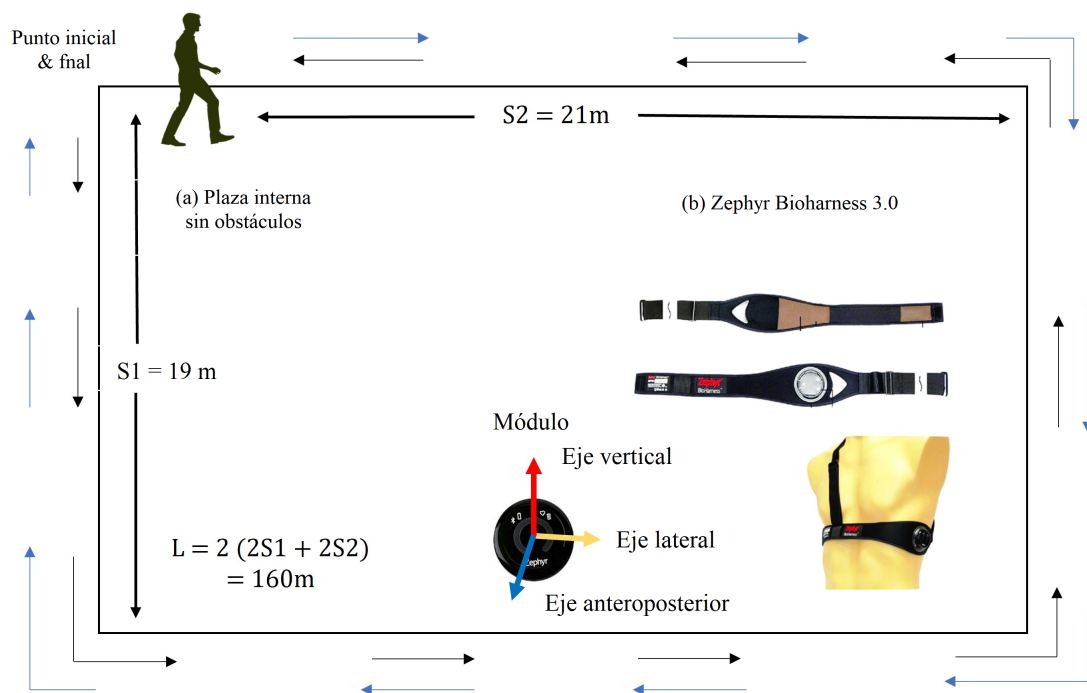 Punto inicial
& fnal
S2 = 21m
(a) Plaza interna
sin obstáculos
(b) Zephyr Bioharness 3.0
S1 = 19 m
Zephyr
BioHarness
Módulo
Eje vertical
Eje lateral
Zephyr
Eje anteroposterior
L = 2 (2S1 + 2S2)
= 160m